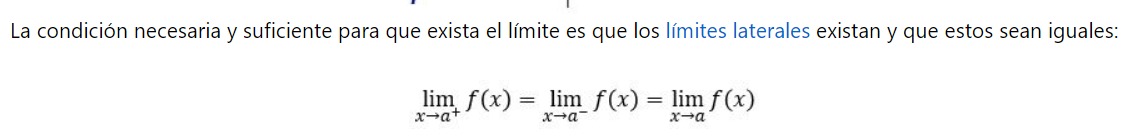 La condición necesaria y suficiente para que exista el límite es que los límites laterales existan y que estos sean iguales:
lim x→a⁺ f(x) = lim x→a⁻ f(x) = lim x→a f(x)